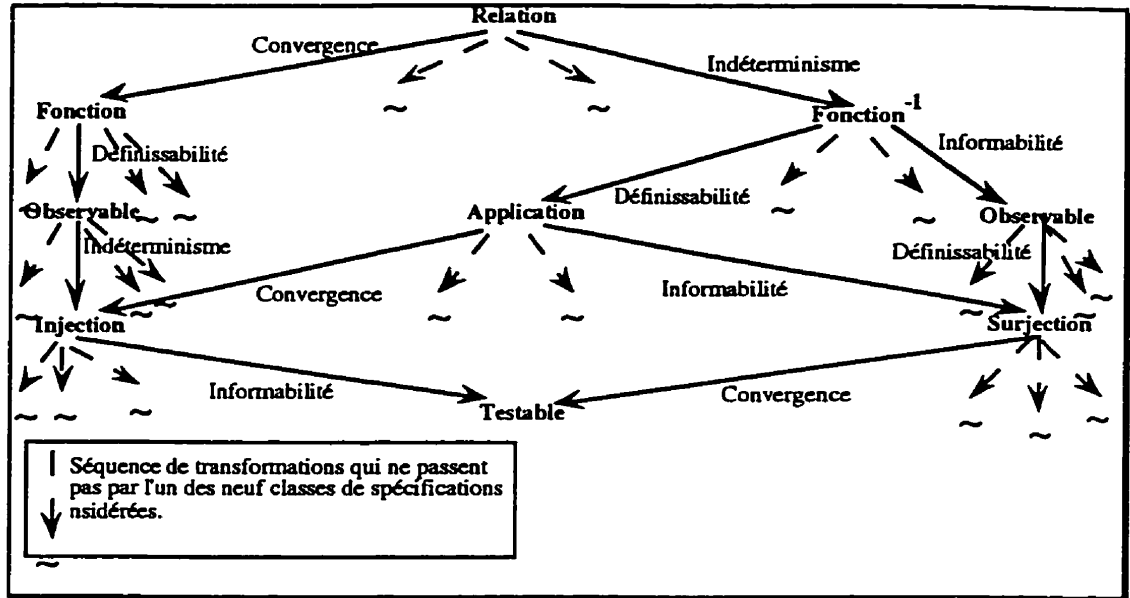 Relation
Convergence
Indéterminisme
Fonction
Fonction⁻¹
Définissabilité
Informabilité
Définissabilité
Observable
Application
Observable
Indéterminisme
Définissabilité
Convergence
Informabilité
Injection
Surjection
Informabilité
Convergence
Testable
Séquence de transformations qui ne passent
pas par l'un des neuf classes de spécifications
nsidérées.